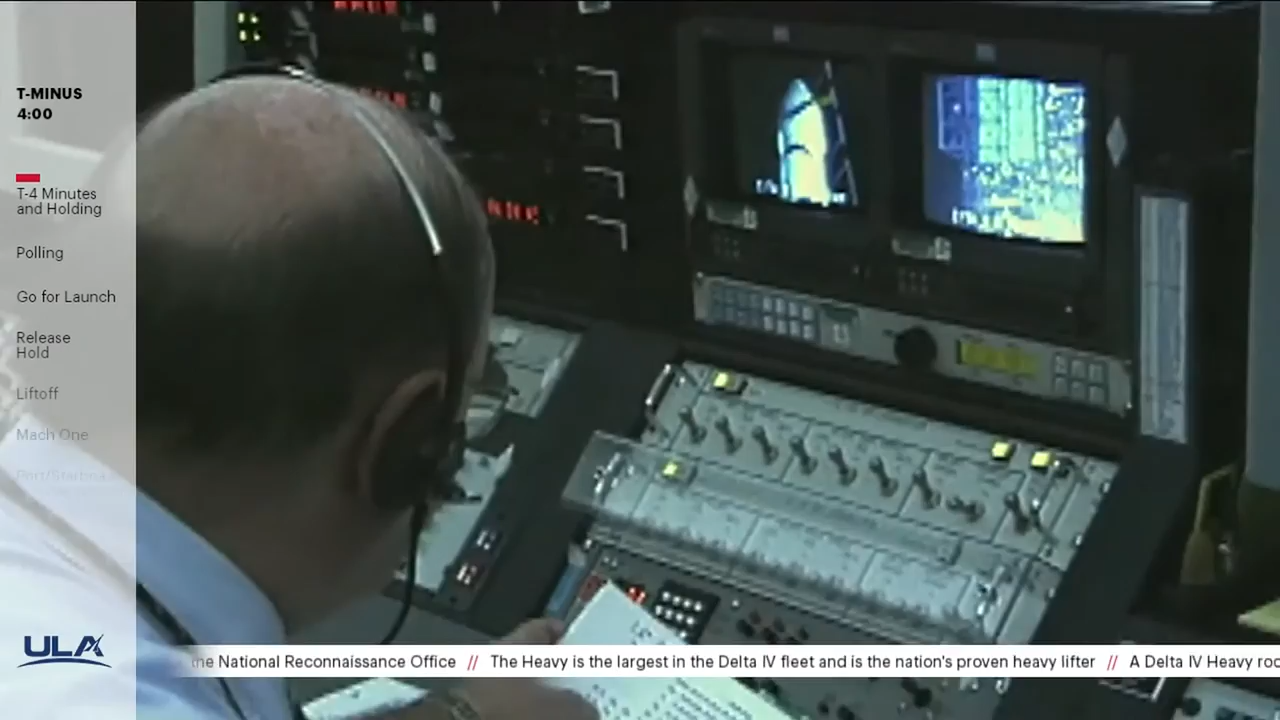 T-MINUS
4:00
T-4 Minutes
and Holding
Polling
Go for Launch
Release
Hold
Liftoff
Mach One
ULA
the National Reconnaissance Office // The Heavy is the largest in the Delta IV fleet and is the nation's proven heavy lifter // A Delta IV Heavy